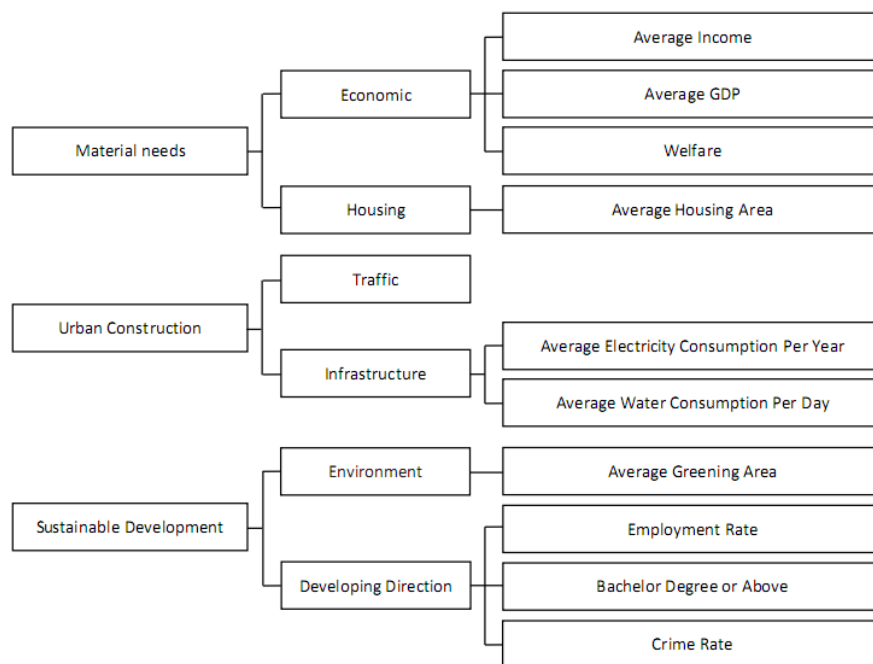 Average Income
Economic
Average GDP
Material needs
Welfare
Housing
Average Housing Area
Traffic
Urban Construction
Average Electricity Consumption Per Year
Infrastructure
Average Water Consumption Per Day
Environment
Average Greening Area
Sustainable Development
Employment Rate
Developing Direction
Bachelor Degree or Above
Crime Rate